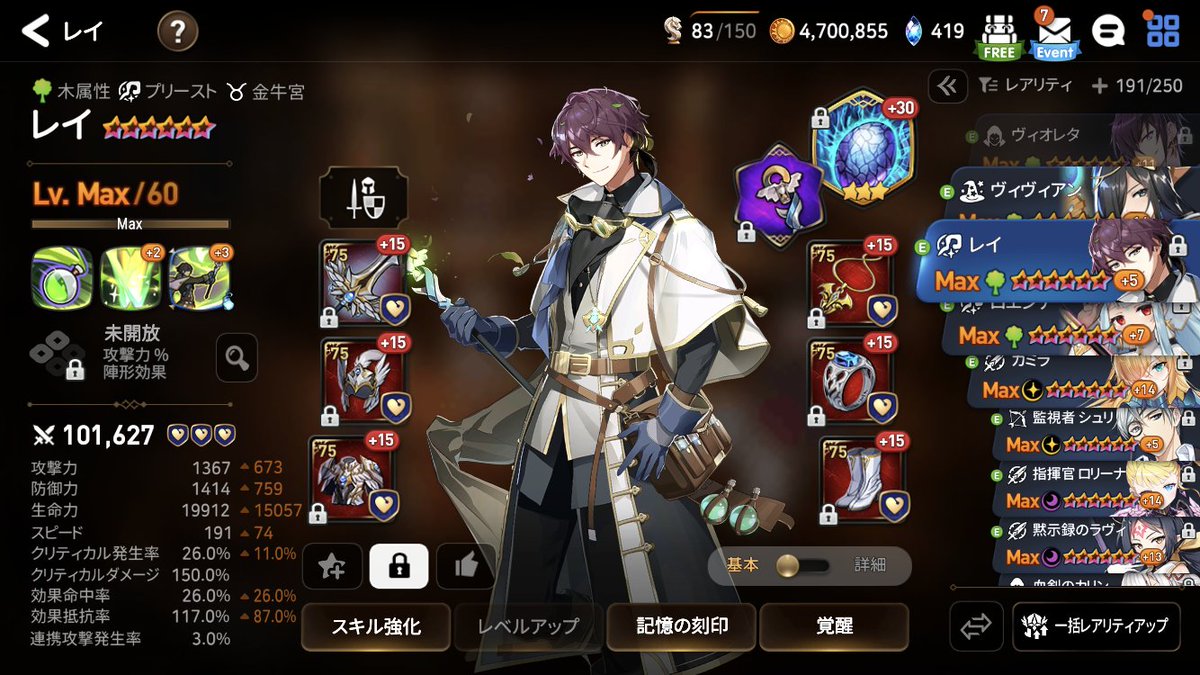 レイ
?
83/150
4,700,855
419
FREE
7
Event
木属性 プリースト 金牛宮
レイ
Lv. Max/60
Max
+2
+3
未開放
攻撃力%
陣形効果
101,627
攻撃力 1367 673
防御力 1414 759
生命力 19912 15057
スピード 191 74
クリティカル発生率 26.0% 11.0%
クリティカルダメージ 150.0%
効果命中率 26.0% 26.0%
効果抵抗率 117.0% 87.0%
連携攻撃発生率 3.0%
75 +15
75 +15
75 +15
+30
75 +15
75 +15
75 +15
基本 詳細
スキル強化
レベルアップ
記憶の刻印
覚醒
レアリティ
191/250
ヴィオレタ
Max
ヴィヴィアン
Max
レイ
Max +5
Max +7
カミラ
Max +14
監視者 シュリ
Max +5
指揮官 ロリーナ
Max +14
黙示録のラヴィ
Max +13
血剣のカリン
一括レアリティアップ